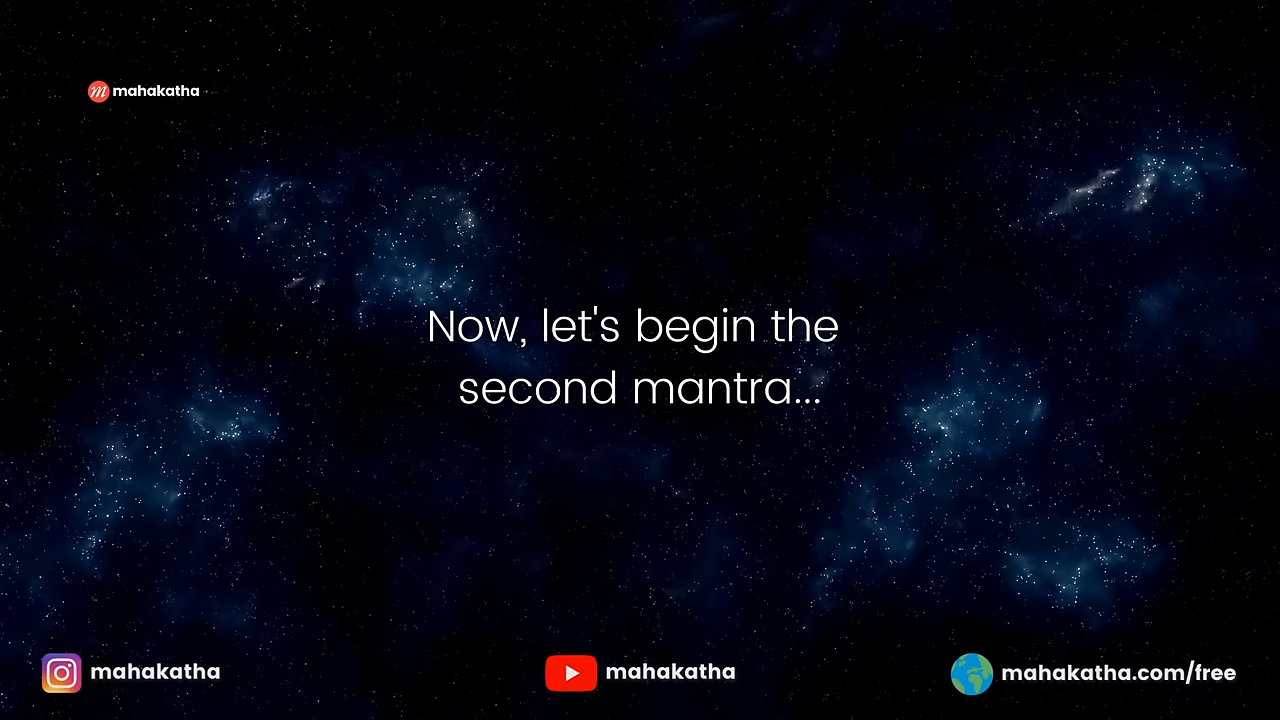 mahakatha
Now, let's begin the
second mantra...
mahakatha
mahakatha
mahakatha.com/free